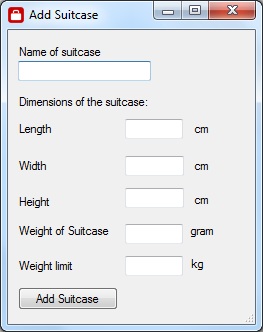 Add Suitcase
Name of suitcase
Dimensions of the suitcase:
Length cm
Width cm
Height cm
Weight of Suitcase gram
Weight limit kg
Add Suitcase